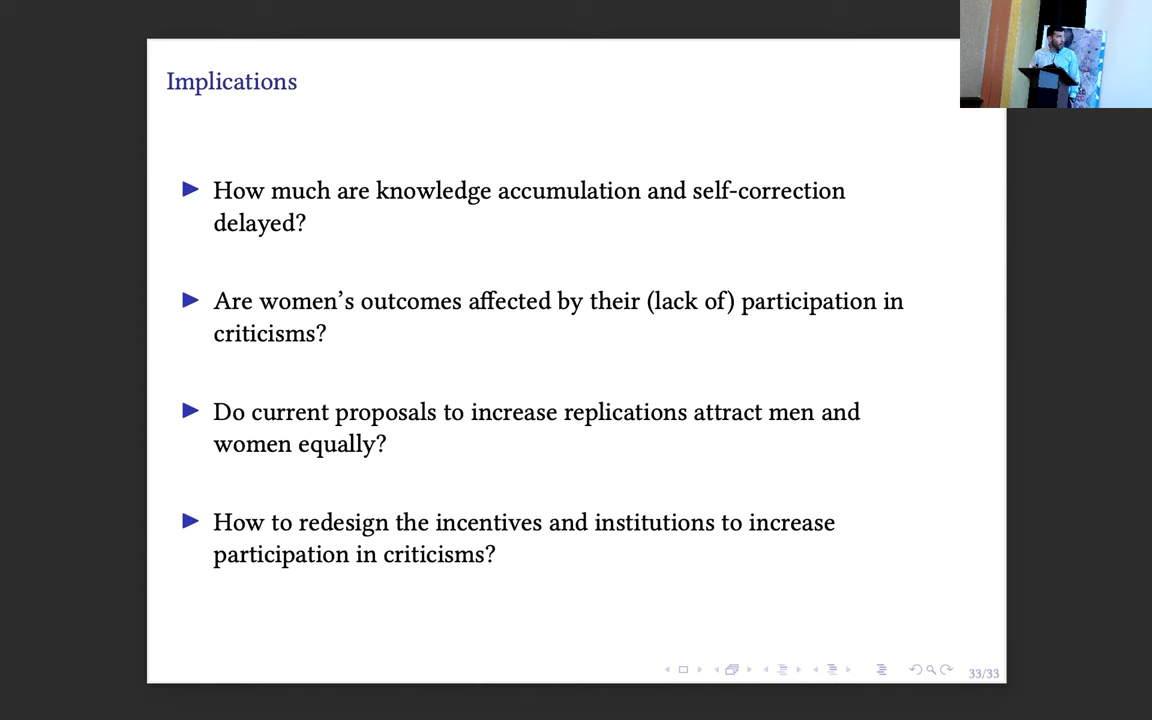 Implications
How much are knowledge accumulation and self-correction
delayed?
Are women's outcomes affected by their (lack of) participation in
criticisms?
Do current proposals to increase replications attract men and
women equally?
How to redesign the incentives and institutions to increase
participation in criticisms?
33/33